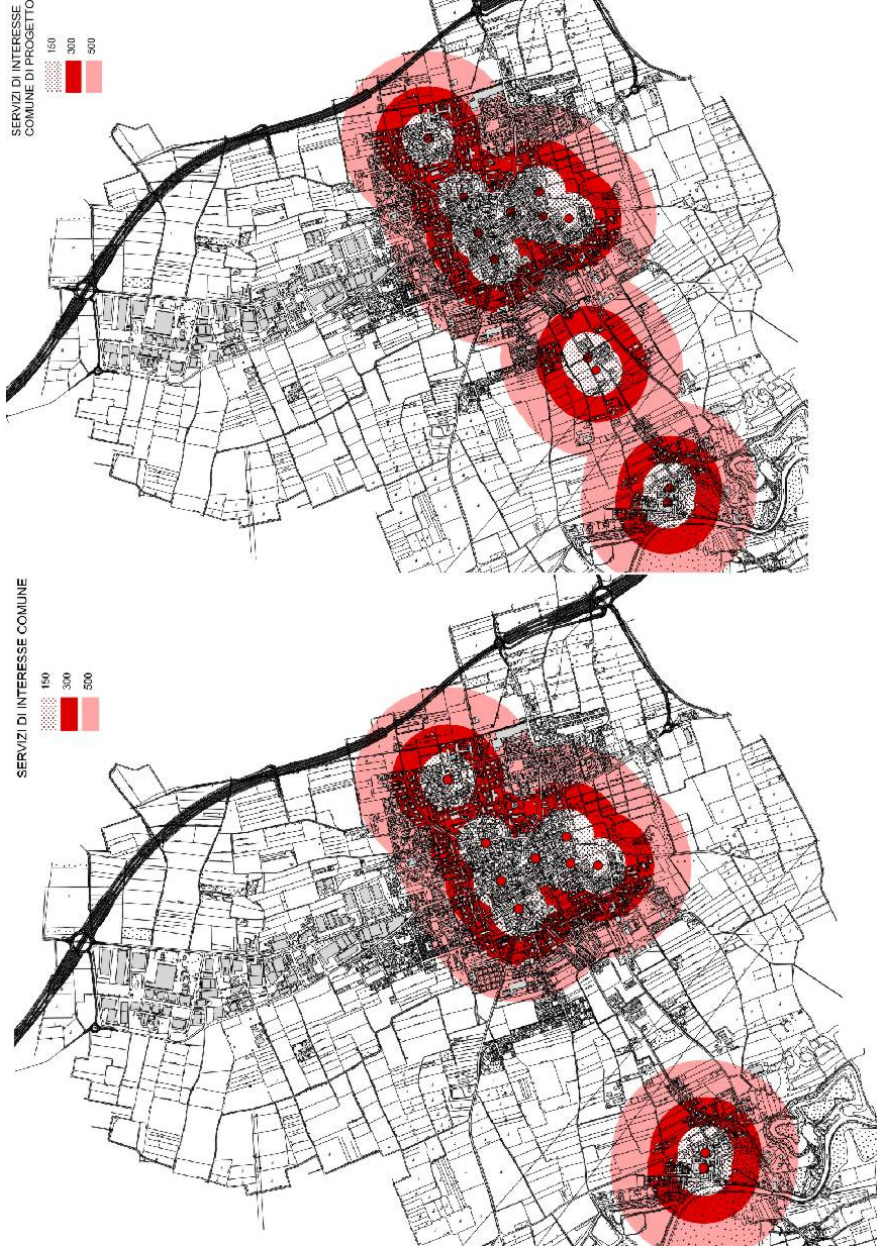 SERVIZI DI INTERESSE
COMUNE DI PROGETTO
150
300
500
SERVIZI DI INTERESSE COMUNE
150
300
500